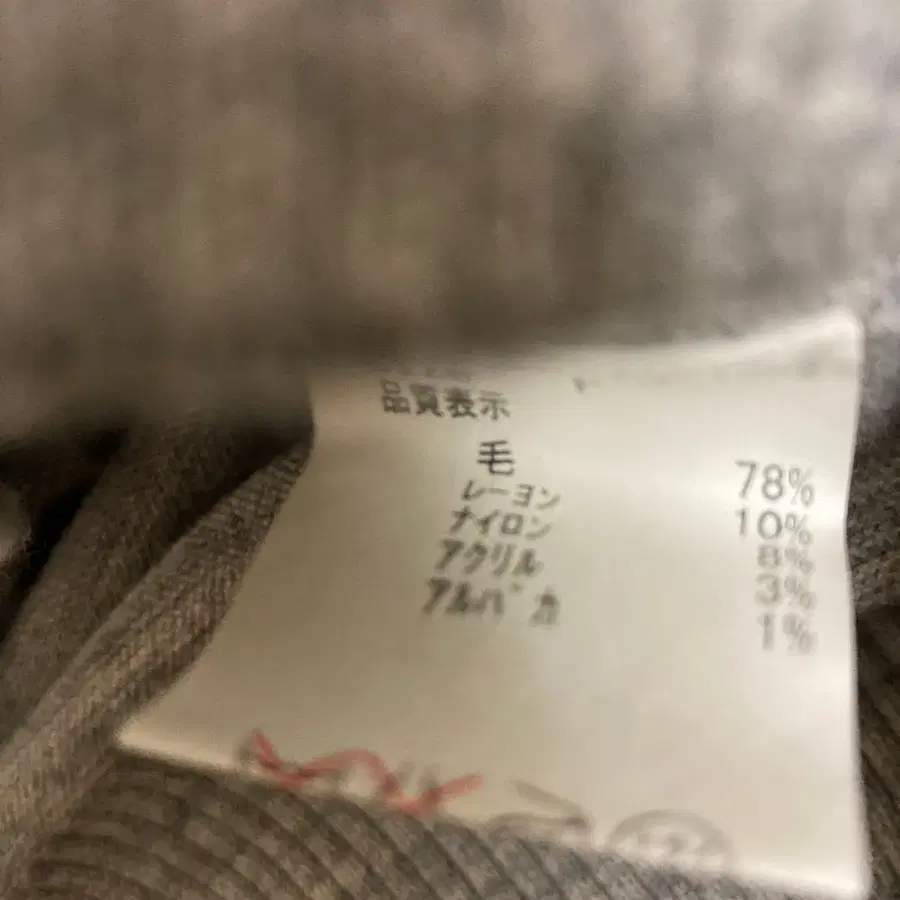 品質表示
毛 78%
レーヨン 10%
ナイロン 8%
アクリル 3%
アルパカ 1%